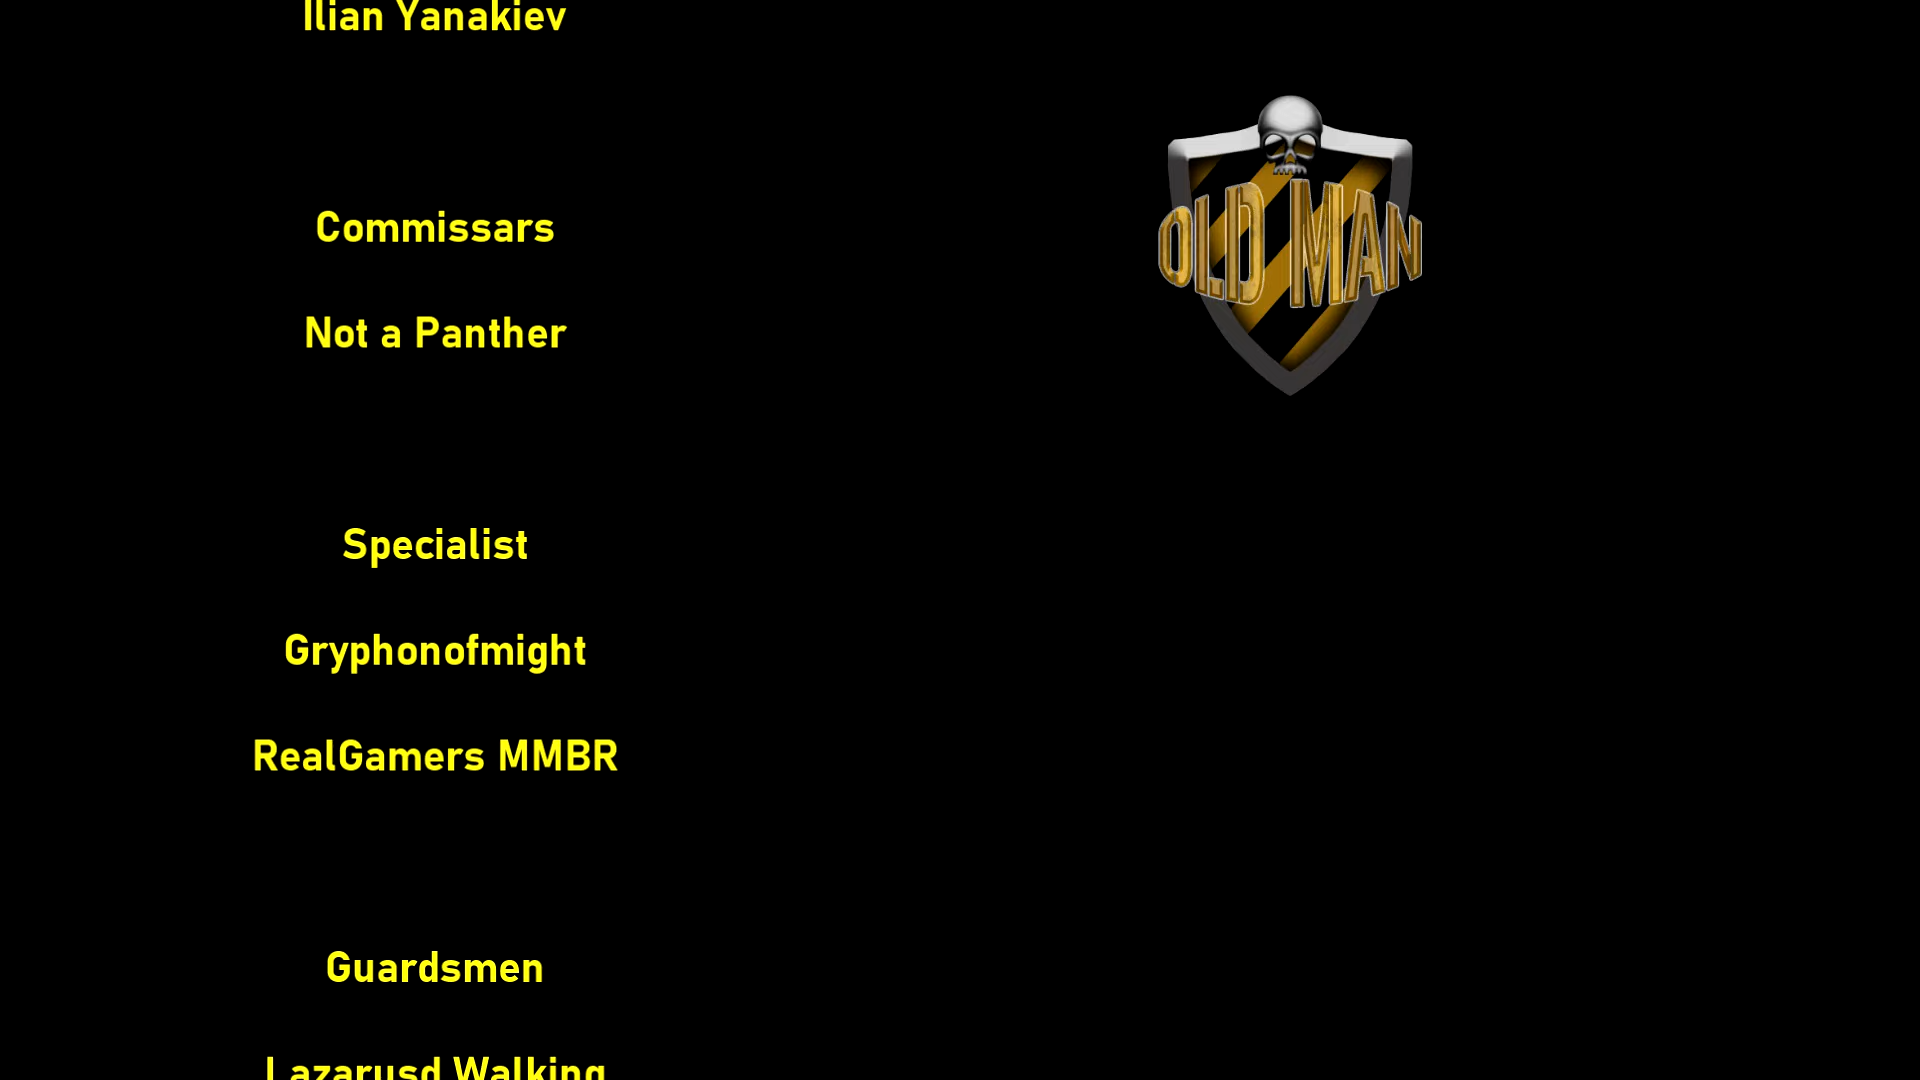 Ilian Yanakiev
Commissars
Not a Panther
Specialist
Gryphonofmight
RealGamers MMBR
Guardsmen
Lazarusd Walking
OLD MAN